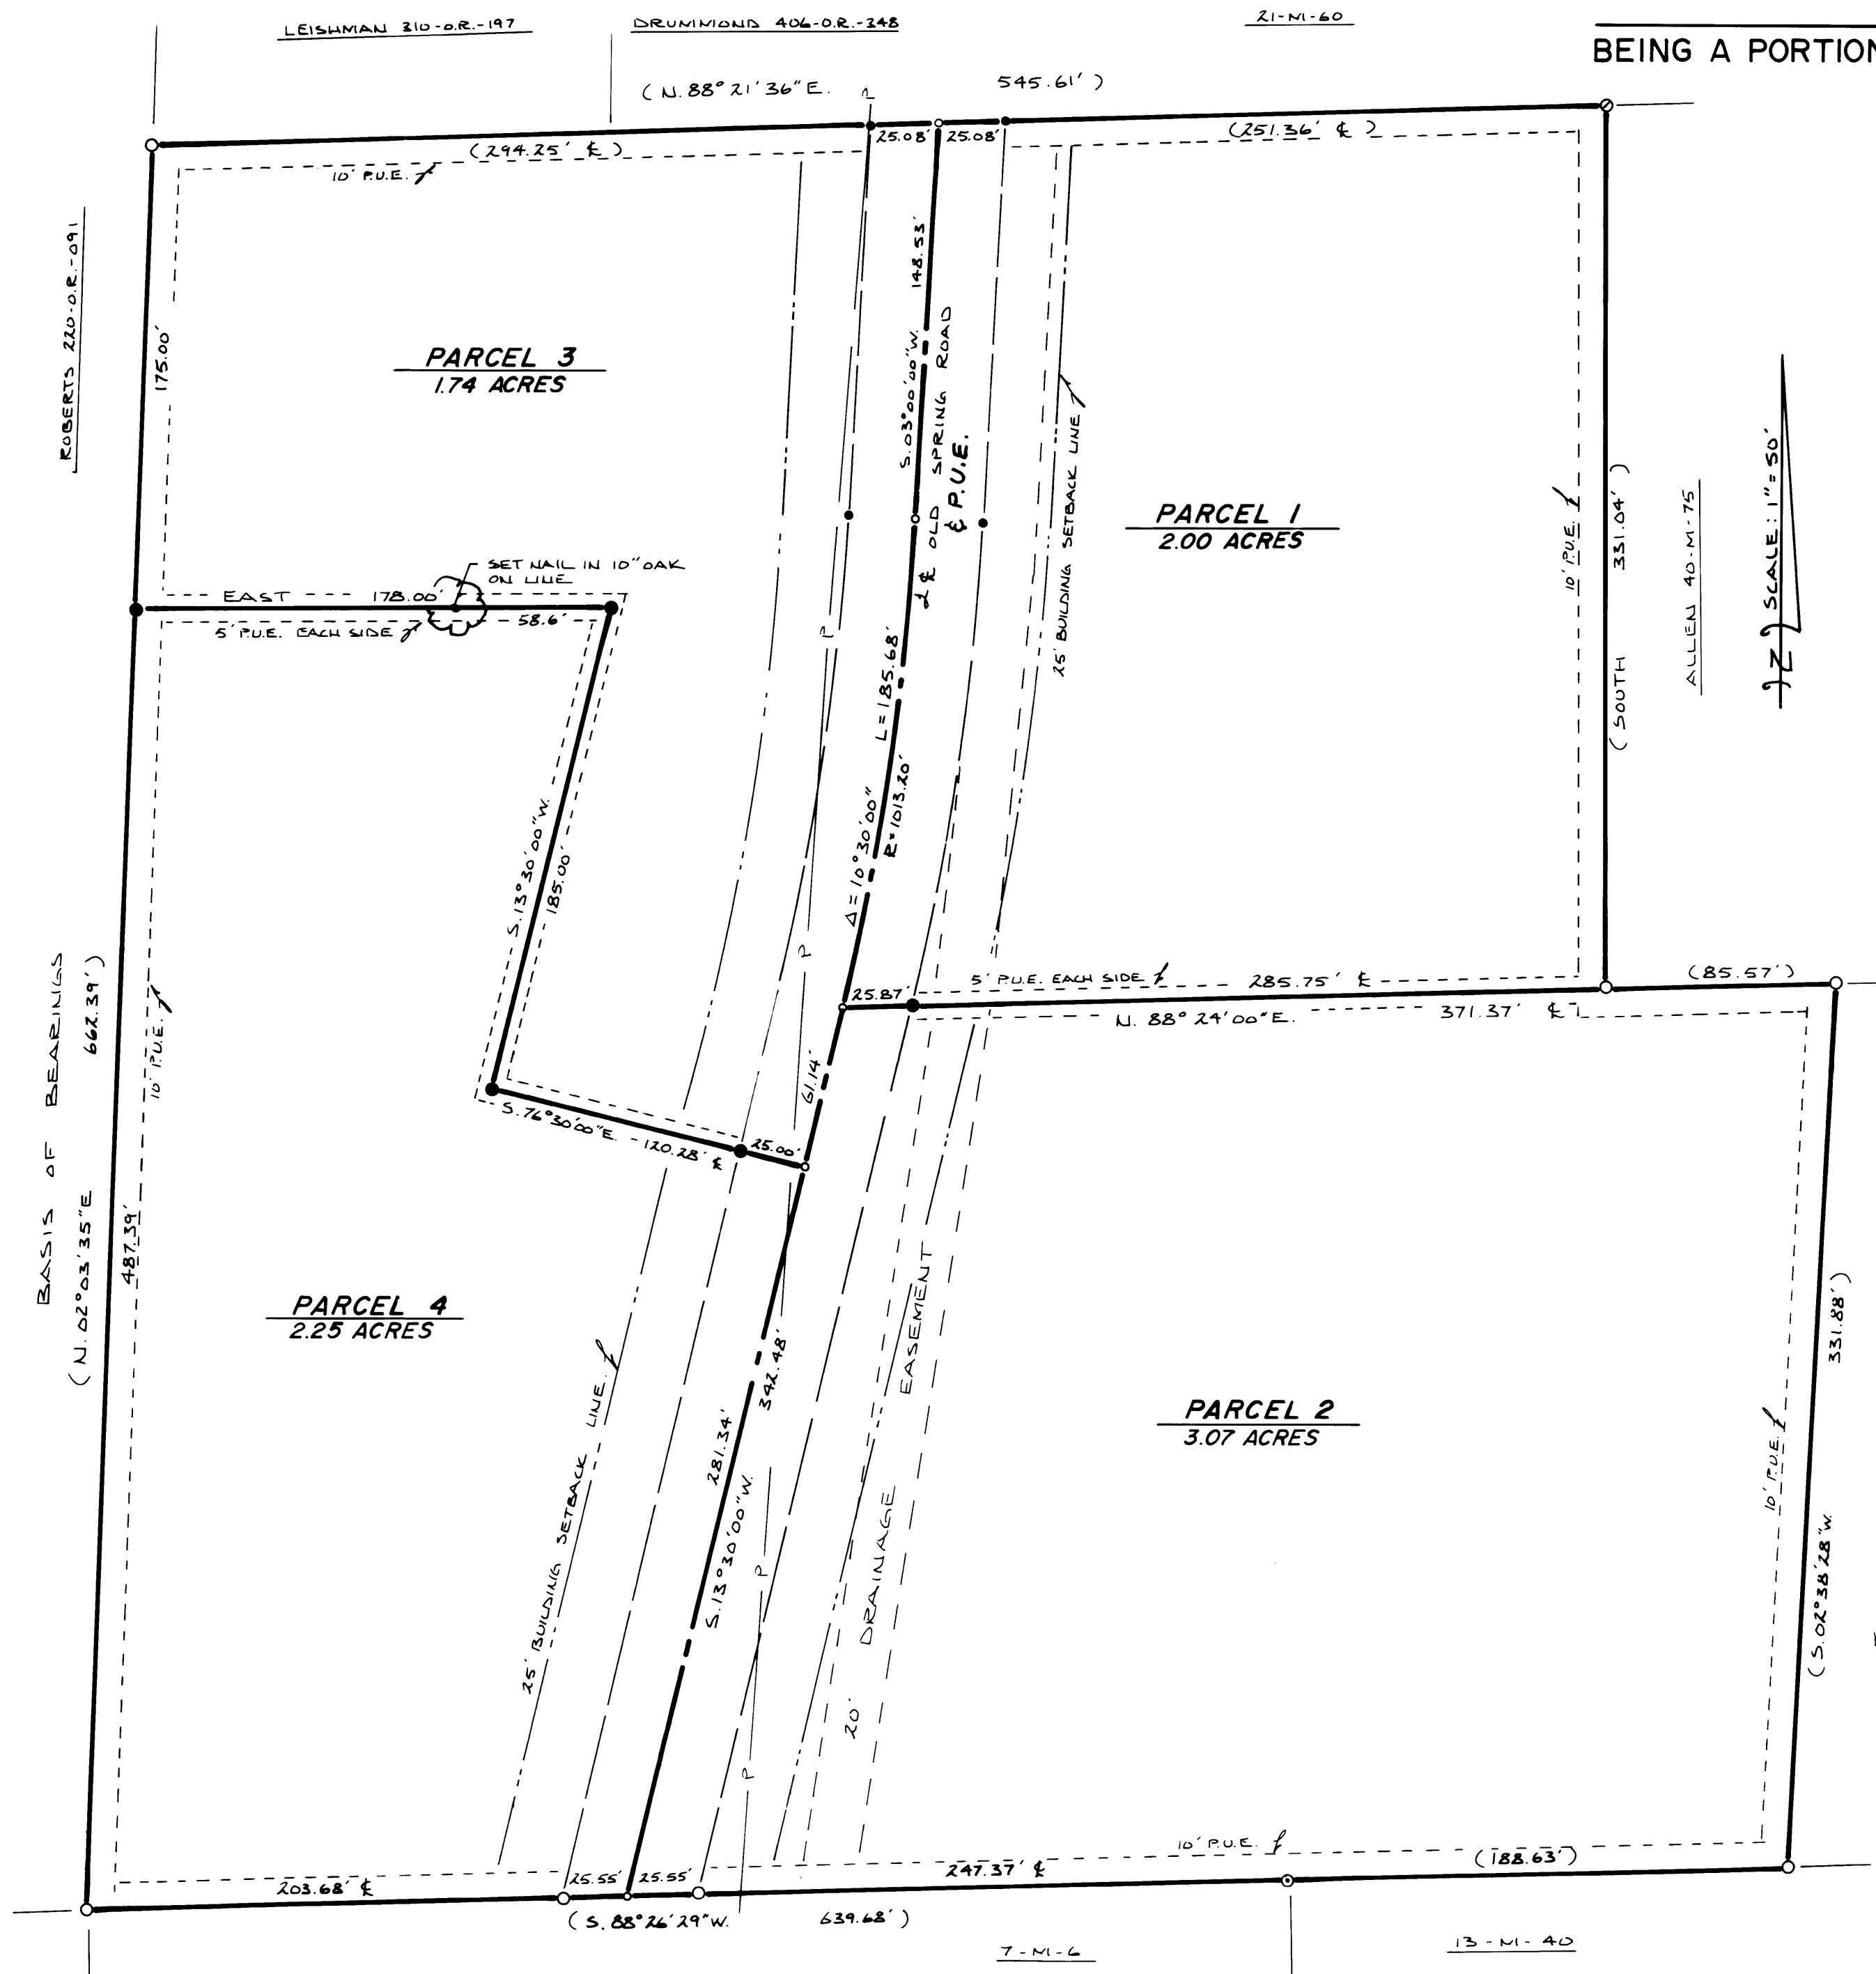 LEISHMAN 310-O.R.-197
DRUMMOND 406-O.R.-348
21-M-60
BEING A PORTION
(N. 88° 21' 36" E. 545.61')
(294.25' ℄)
25.08' 25.08'
(251.36' ℄)
10' P.U.E.
ROBERTS 220-O.R.-091
175.00'
PARCEL 3
1.74 ACRES
148.53'
S. 03° 00' 00" W.
℄ OLD SPRING ROAD
& P.U.E.
25' BUILDING SETBACK LINE
PARCEL 1
2.00 ACRES
10' P.U.E.
(SOUTH 331.04')
ALLEN 40-M-75
SCALE: 1" = 50'
SET NAIL IN 10" OAK
ON LINE
EAST 178.00'
58.6'
5' P.U.E. EACH SIDE
P
L = 185.68'
R = 1013.20'
Δ = 10° 30' 00"
S. 13° 30' 00" W.
185.00'
P
BASIS OF BEARINGS
(N. 02° 03' 35" E 662.39')
10' P.U.E.
487.39'
25.87'
5' P.U.E. EACH SIDE
285.75' ℄
(85.57')
N. 88° 24' 00" E. 371.37' ℄
61.14'
S. 76° 30' 00" E. 120.28' ℄
25.00'
PARCEL 4
2.25 ACRES
25' BUILDING SETBACK LINE
342.48'
281.34'
S. 13° 30' 00" W.
P
P
20' DRAINAGE EASEMENT
PARCEL 2
3.07 ACRES
10' P.U.E.
331.88')
(S. 02° 38' 28" W.
10' P.U.E.
203.68' ℄
25.55' 25.55'
247.37' ℄
(188.63')
(S. 88° 26' 29" W. 639.68')
7-M-6
13-M-40